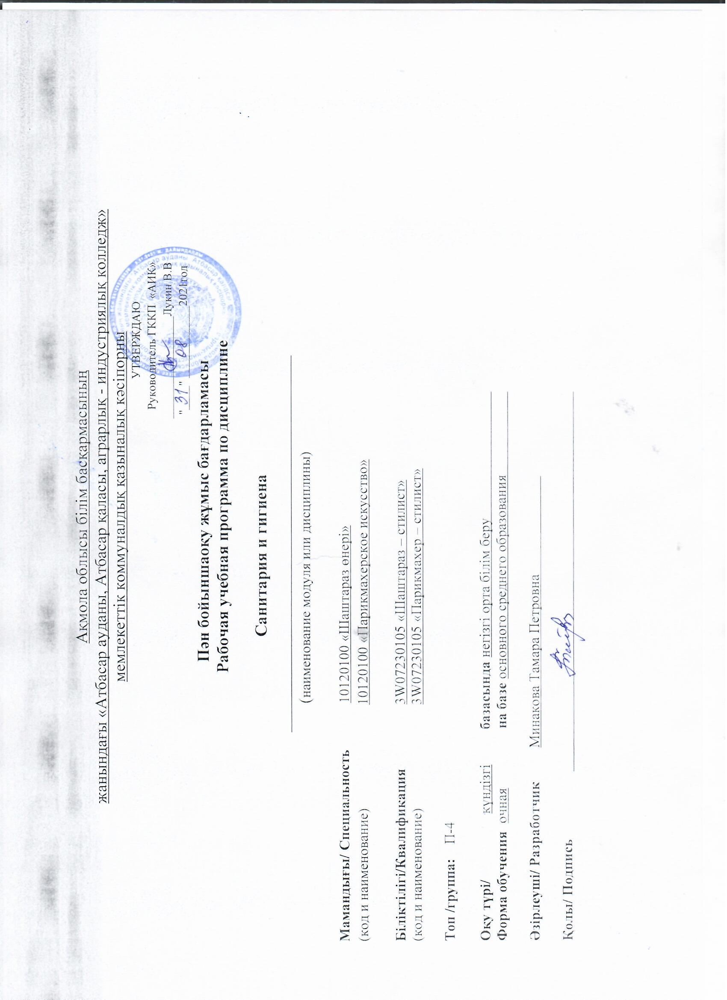 Ақмола облысы білім басқармасының
жанындағы «Атбасар ауданы, Атбасар қаласы, аграрлық - индустриялық колледж»
мемлекеттік коммуналдық қазыналық кәсіпорны
УТВЕРЖДАЮ
Руководитель ГККП «АИК»
Лукин В.В
" 31 " 08 2021год
Пән бойыншаоқу жұмыс бағдарламасы
Рабочая учебная программа по дисциплине
Санитария и гигиена
(наименование модуля или дисциплины)
Мамандығы/ Специальность 10120100 «Шаштараз өнері»
(код и наименование) 10120100 «Парикмахерское искусство»
Біліктілігі/Квалификация 3W07230105 «Шаштараз – стилист»
(код и наименование) 3W07230105 «Парикмахер – стилист»
Топ /группа: П-4
Оқу түрі/ күндізгі базасында негізгі орта білім беру
Форма обучения очная на базе основного среднего образования
Әзірлеуші/ Разработчик Минакова Тамара Петровна
Қолы/ Подпись